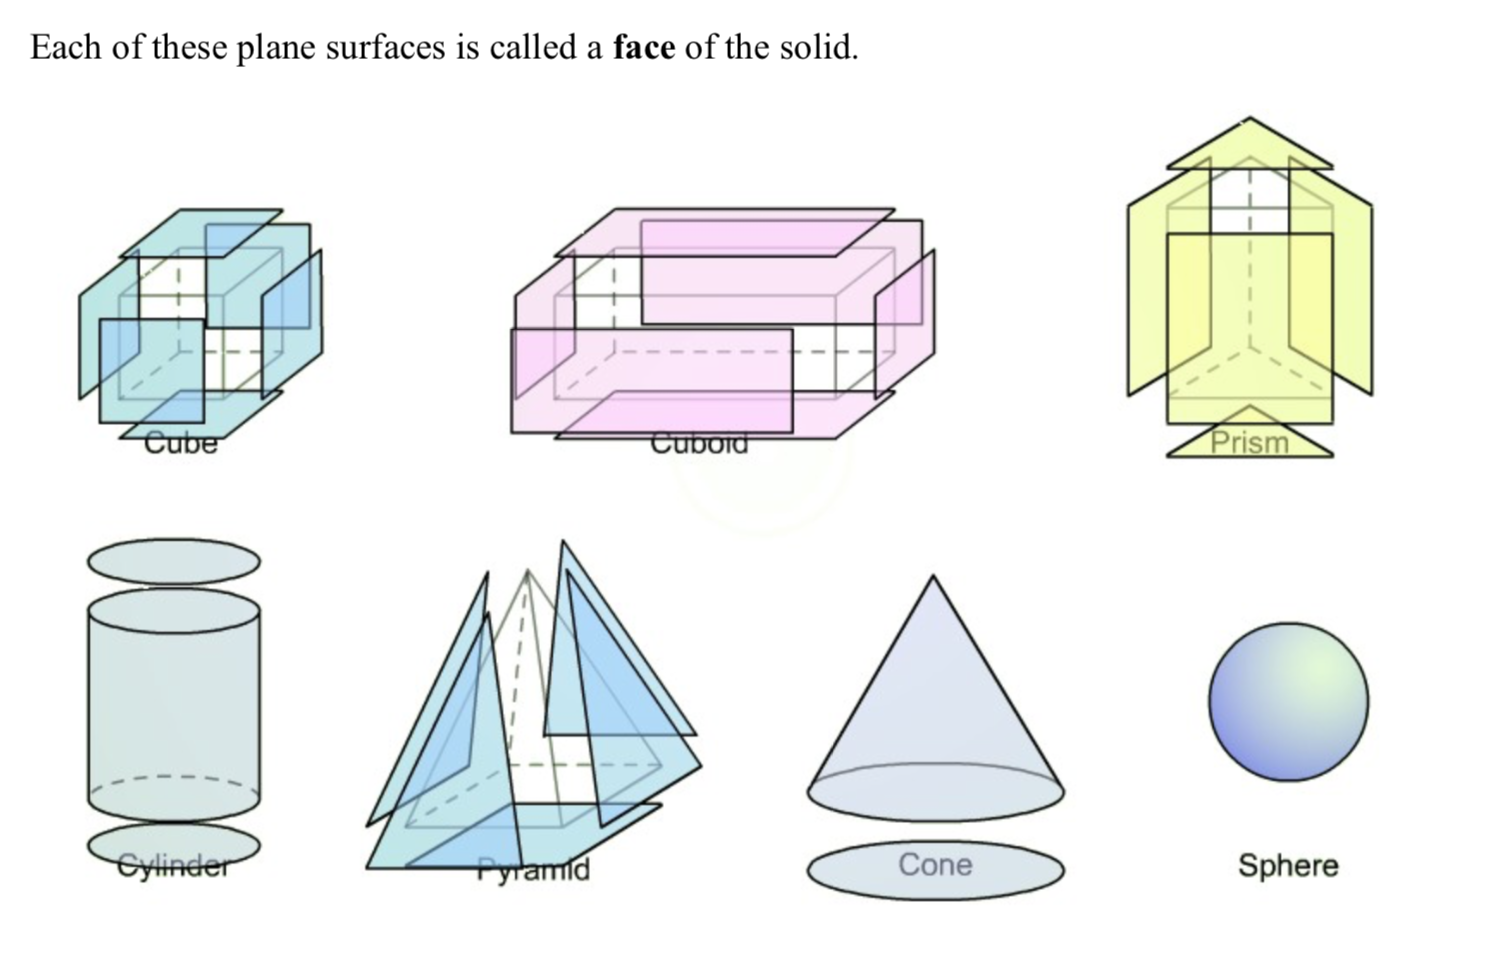 Each of these plane surfaces is called a face of the solid.
Cube
Cuboid
Prism
Cylinder
Pyramid
Cone
Sphere